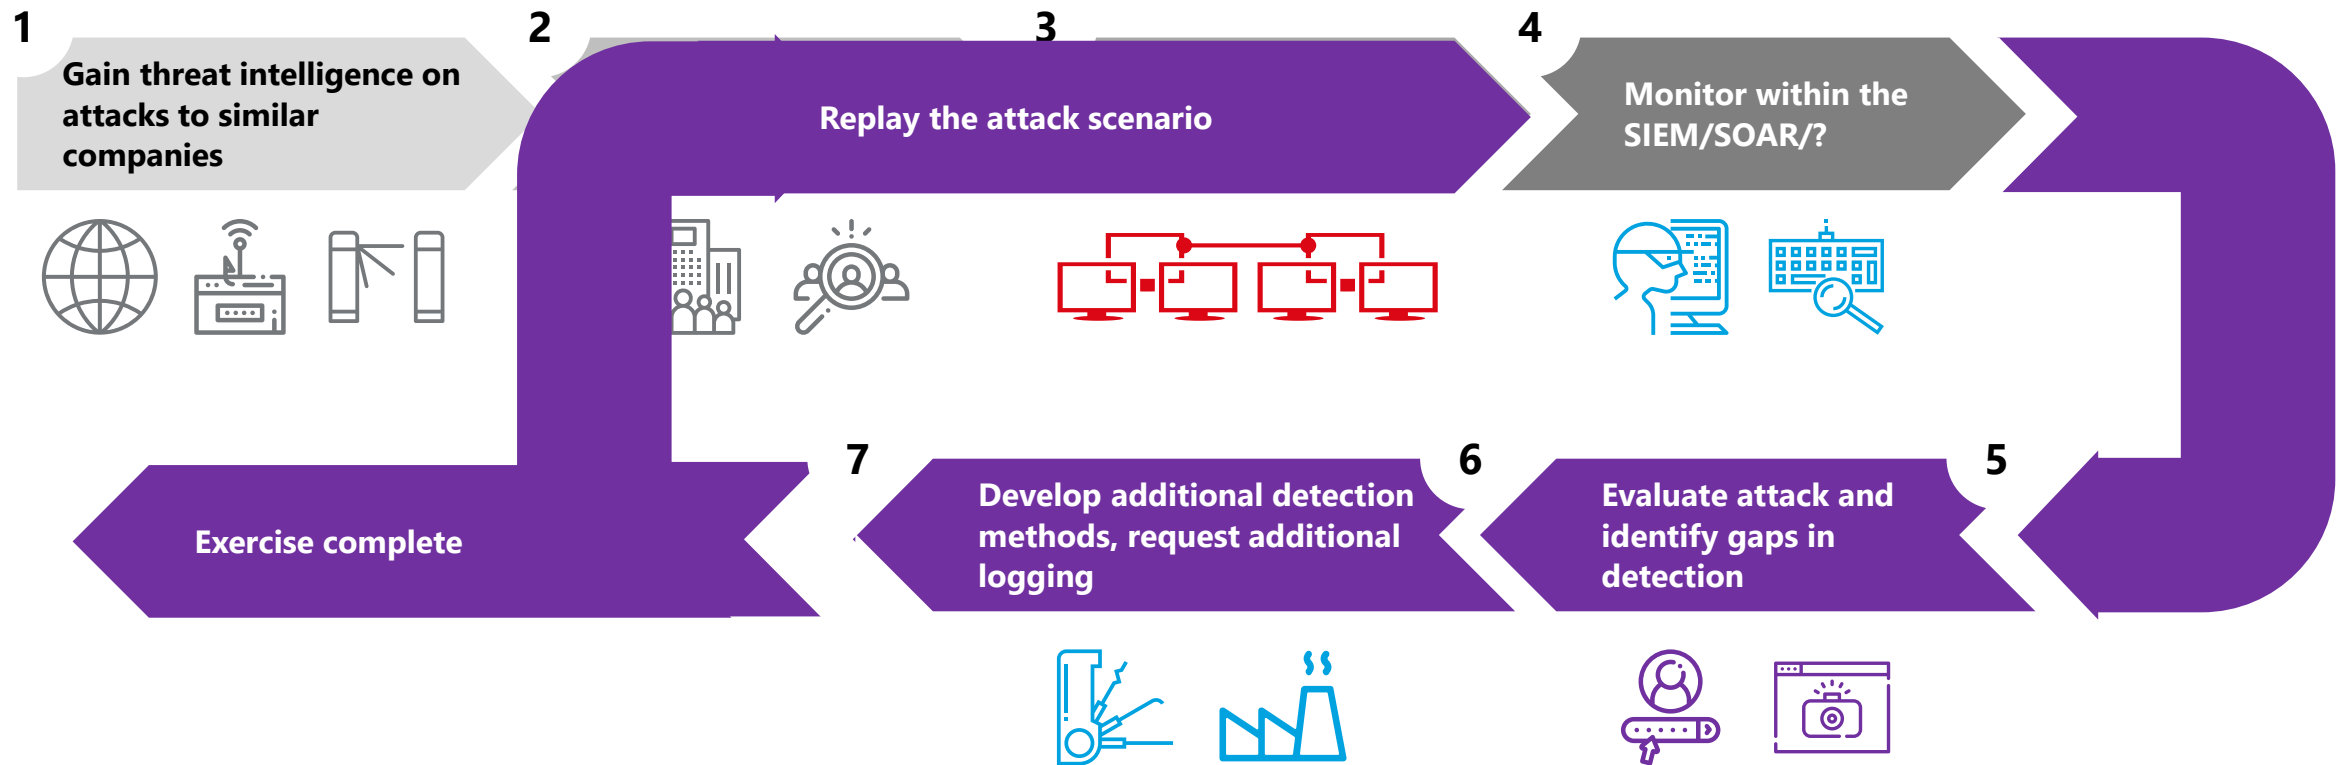 1
Gain threat intelligence on
attacks to similar
companies
2
3
Replay the attack scenario
4
Monitor within the
SIEM/SOAR/?
5
Evaluate attack and
identify gaps in
detection
6
Develop additional detection
methods, request additional
logging
7
Exercise complete